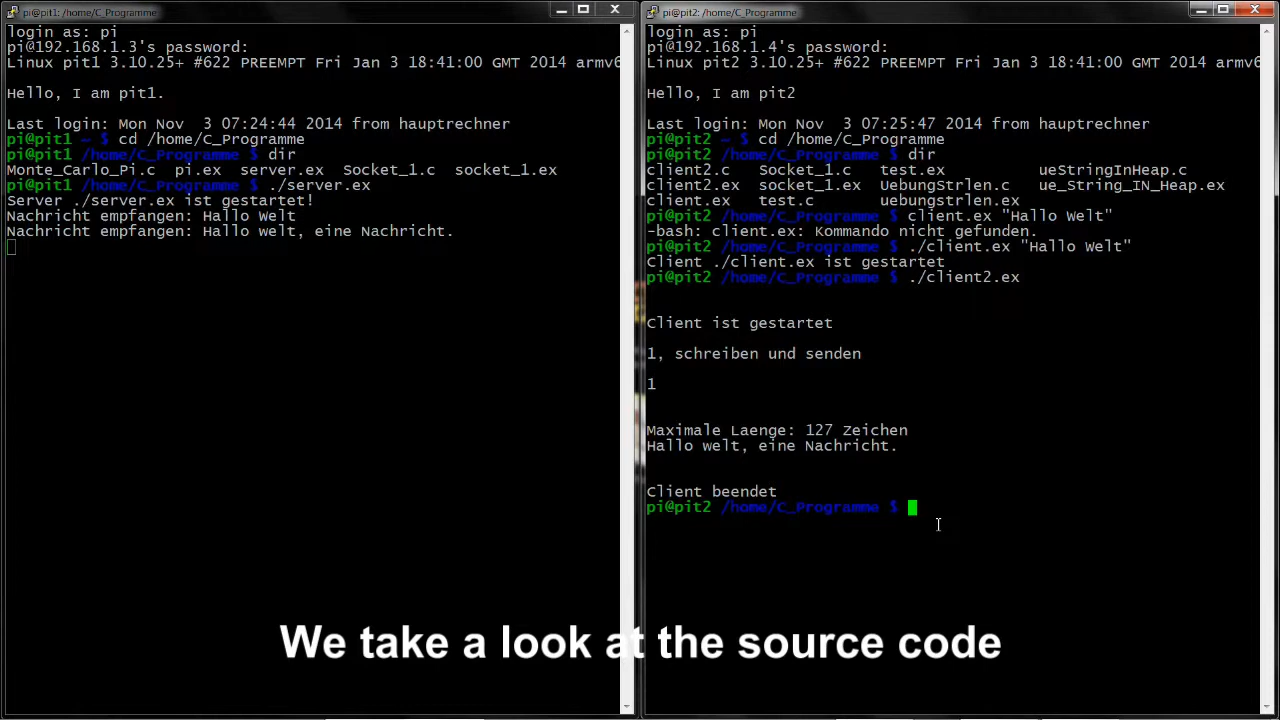 pi@pit1: /home/C_Programme
login as: pi
pi@192.168.1.3's password:
Linux pit1 3.10.25+ #622 PREEMPT Fri Jan 3 18:41:00 GMT 2014 armv6
Hello, I am pit1.
Last login: Mon Nov  3 07:24:44 2014 from hauptrechner
pi@pit1 ~ $ cd /home/C_Programme
pi@pit1 /home/C_Programme $ dir
Monte_Carlo_Pi.c  pi.ex  server.ex  Socket_1.c  socket_1.ex
pi@pit1 /home/C_Programme $ ./server.ex
Server ./server.ex ist gestartet!
Nachricht empfangen: Hallo Welt
Nachricht empfangen: Hallo welt, eine Nachricht.
pi@pit2: /home/C_Programme
login as: pi
pi@192.168.1.4's password:
Linux pit2 3.10.25+ #622 PREEMPT Fri Jan 3 18:41:00 GMT 2014 armv6
Hello, I am pit2
Last login: Mon Nov  3 07:25:47 2014 from hauptrechner
pi@pit2 ~ $ cd /home/C_Programme
pi@pit2 /home/C_Programme $ dir
client2.c   Socket_1.c   test.ex          ueStringInHeap.c
client2.ex  socket_1.ex  UebungStrlen.c   ue_String_IN_Heap.ex
client.ex   test.c       uebungstrlen.ex
pi@pit2 /home/C_Programme $ client.ex "Hallo Welt"
-bash: client.ex: Kommando nicht gefunden.
pi@pit2 /home/C_Programme $ ./client.ex "Hallo Welt"
Client ./client.ex ist gestartet
pi@pit2 /home/C_Programme $ ./client2.ex
Client ist gestartet
1, schreiben und senden
1
Maximale Laenge: 127 Zeichen
Hallo welt, eine Nachricht.
Client beendet
pi@pit2 /home/C_Programme $
We take a look at the source code